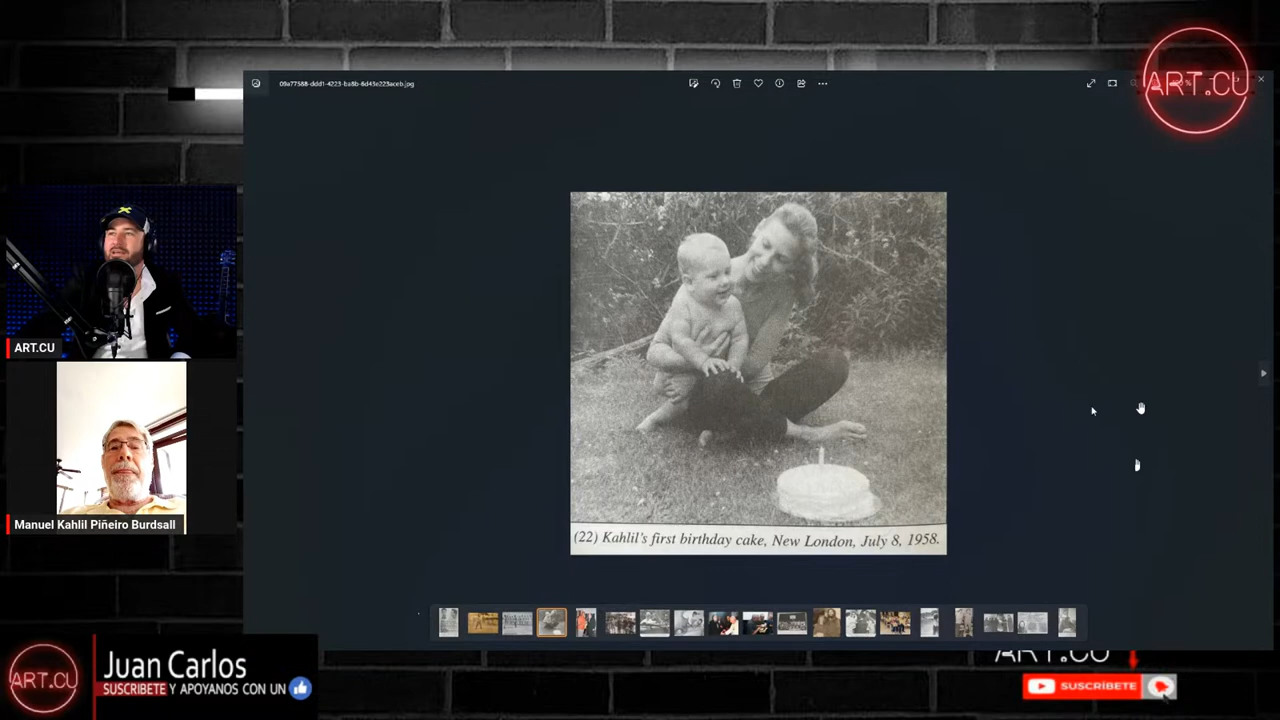 ART.CU
ART.CU
Manuel Kahlil Piñeiro Burdsall
(22) Kahlil's first birthday cake, New London, July 8, 1958.
ART.CU
Juan Carlos
SUSCRIBETE Y APOYANOS CON UN
ART.CU
SUSCRÍBETE